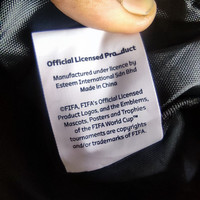 Official Licensed Pro...duct
Manufactured under licence by
Esteem International Sdn Bhd
Made in China
©FIFA, FIFA's Official Licensed
Product Logos, and the Emblems,
Mascots, Posters and Trophies
of the FIFA World Cup™
tournaments are copyrights
and/or trademarks of FIFA.